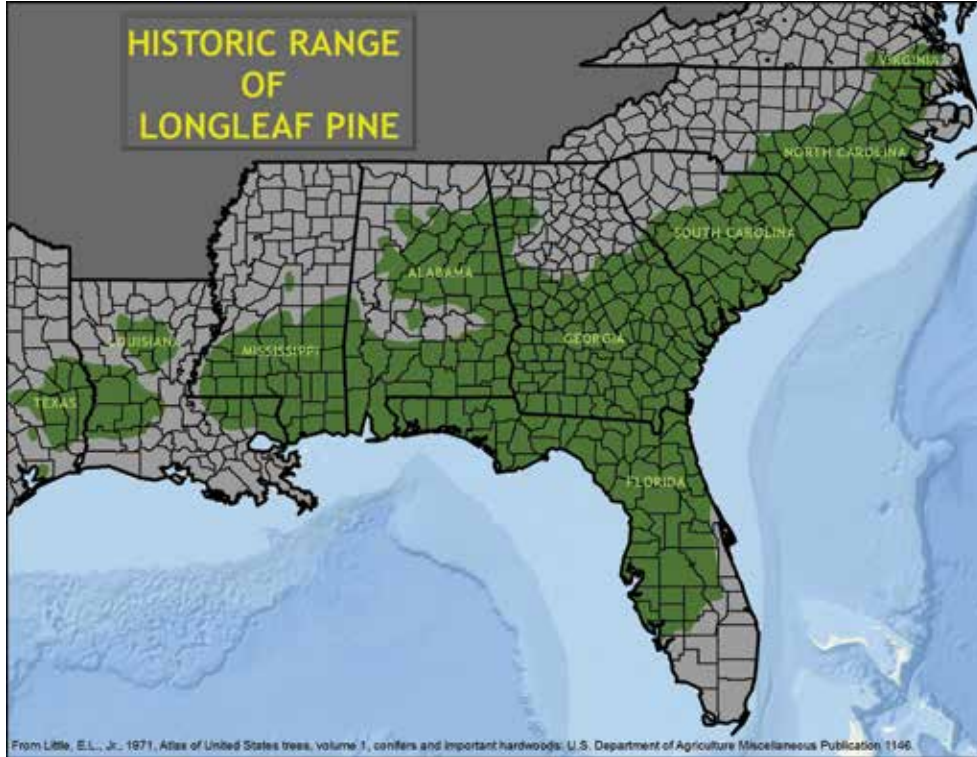 HISTORIC RANGE
OF
LONGLEAF PINE
VIRGINIA
NORTH CAROLINA
SOUTH CAROLINA
ALABAMA
GEORGIA
LOUISIANA
MISSISSIPPI
TEXAS
FLORIDA
From Little, E.L., Jr., 1971, Atlas of United States trees, volume 1, conifers and important hardwoods: U.S. Department of Agriculture Miscellaneous Publication 1146.